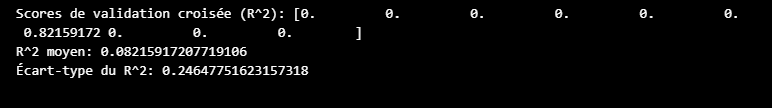 Scores de validation croisée (R^2): [0.         0.         0.         0.         0.         0.
 0.82159172 0.         0.         0.        ]
R^2 moyen: 0.08215917207719106
Écart-type du R^2: 0.24647751623157318